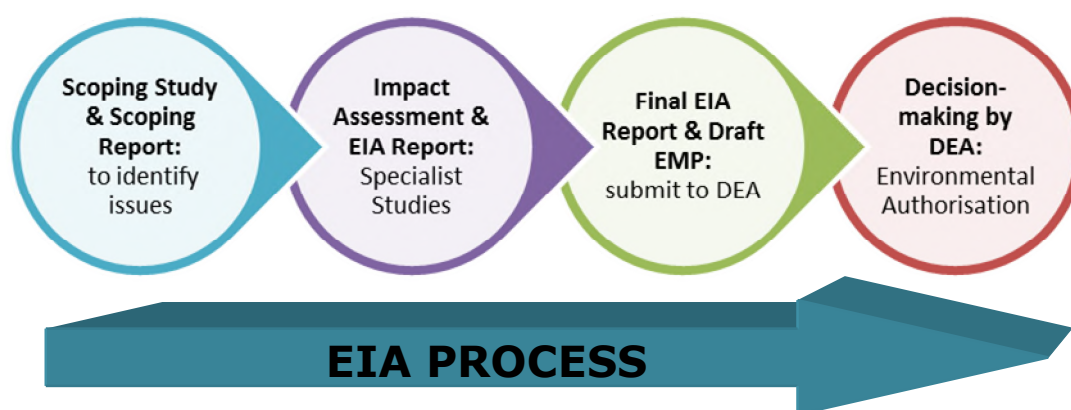 Scoping Study
& Scoping
Report:
to identify
issues
Impact
Assessment &
EIA Report:
Specialist
Studies
Final EIA
Report & Draft
EMP:
submit to DEA
Decision-
making by
DEA:
Environmental
Authorisation
EIA PROCESS